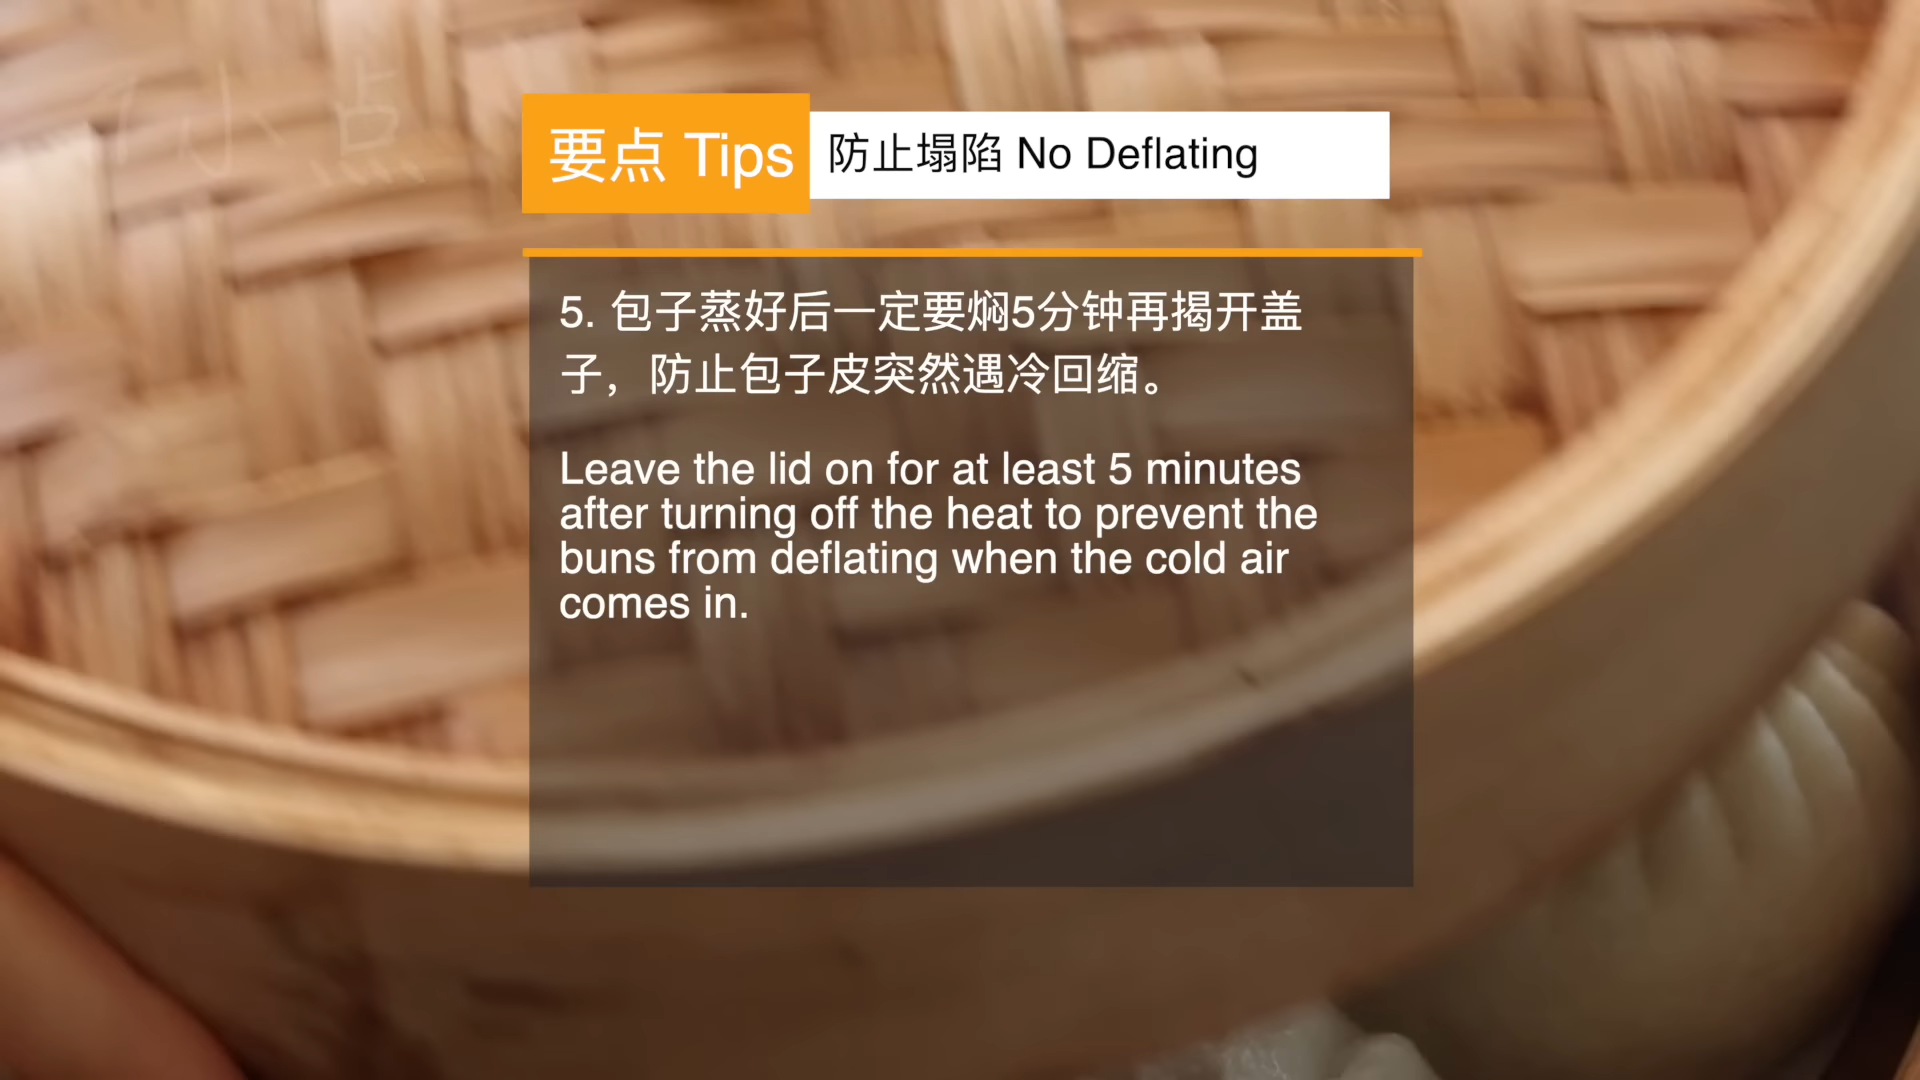 小点
要点 Tips
防止塌陷 No Deflating
5. 包子蒸好后一定要焖5分钟再揭开盖
子，防止包子皮突然遇冷回缩。
Leave the lid on for at least 5 minutes
after turning off the heat to prevent the
buns from deflating when the cold air
comes in.